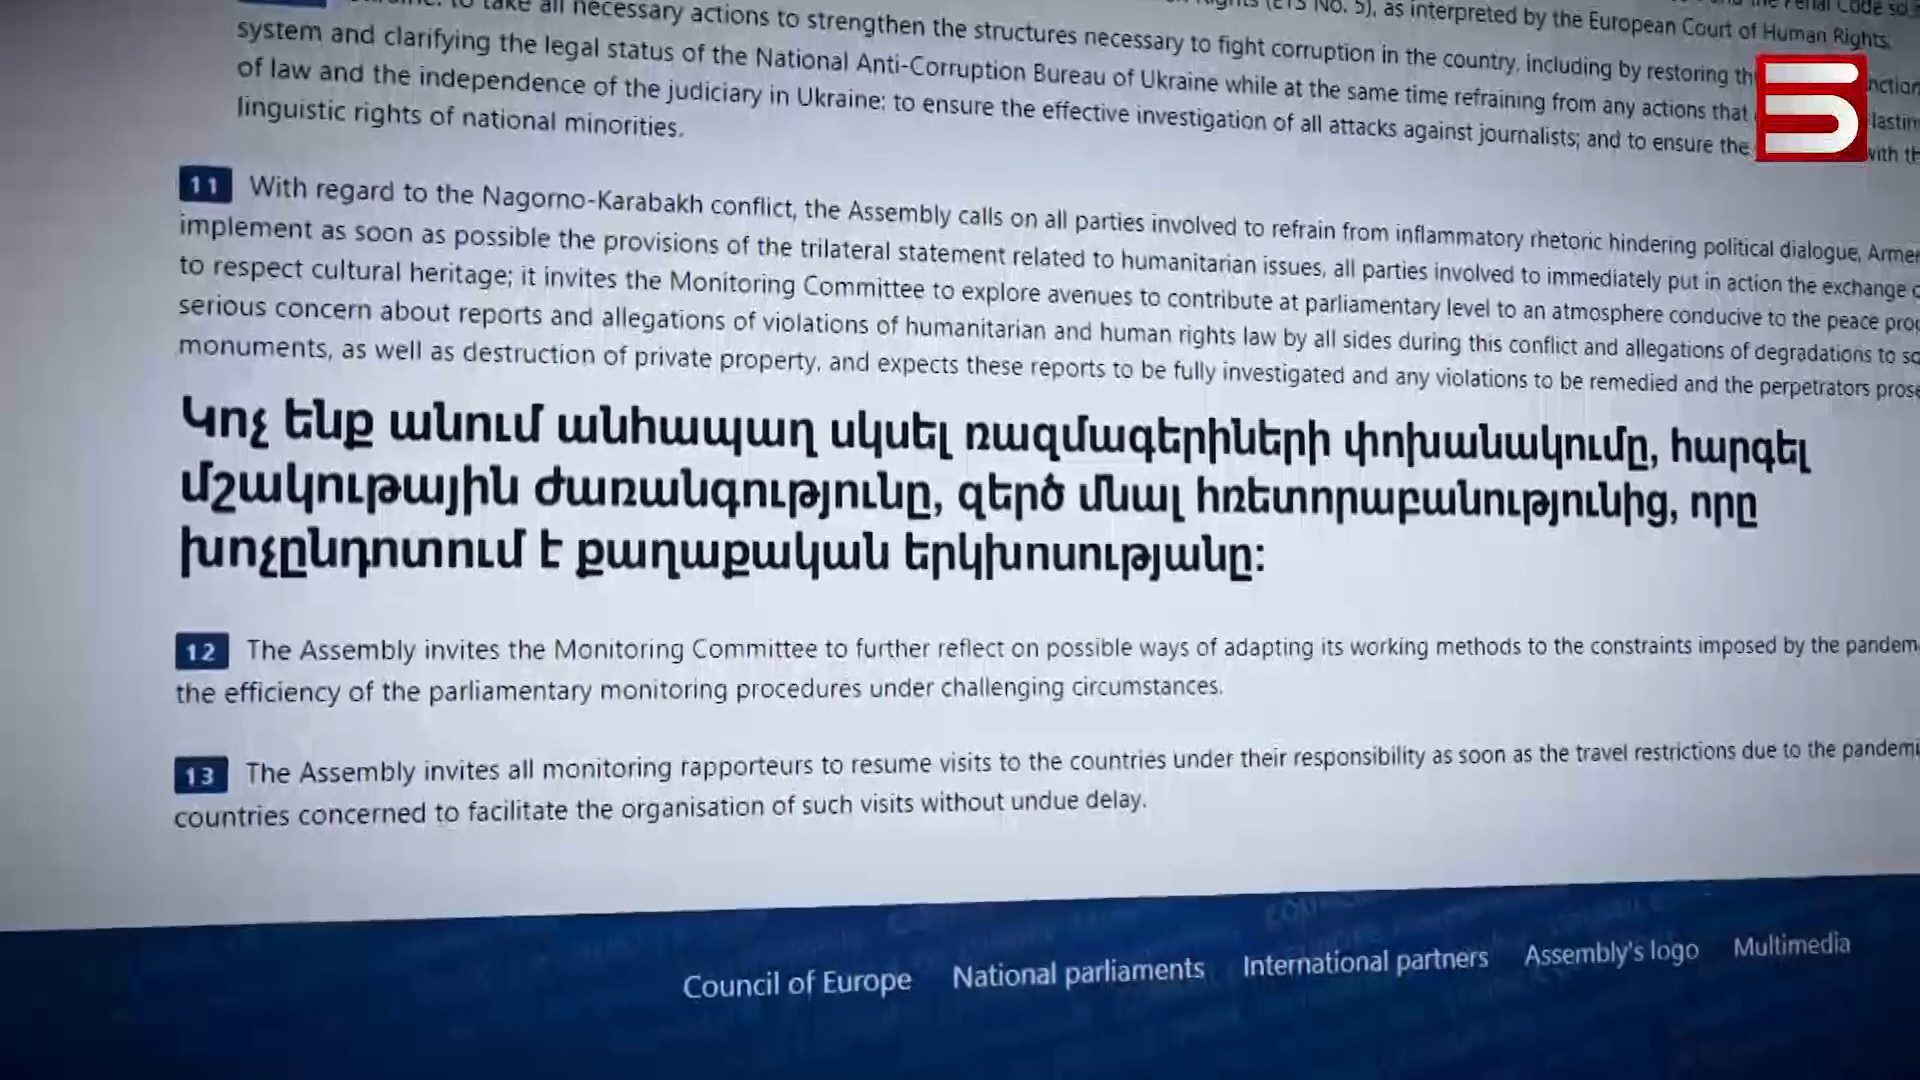 to take all necessary actions to strengthen the structures necessary to fight corruption in the country, including by restoring
(ETS No. 5), as interpreted by the European Court of Human Rights,
system and clarifying the legal status of the National Anti-Corruption Bureau of Ukraine while at the same time refraining from any actions that
of law and the independence of the judiciary in Ukraine; to ensure the effective investigation of all attacks against journalists; and to ensure the with
linguistic rights of national minorities.
11 With regard to the Nagorno-Karabakh conflict, the Assembly calls on all parties involved to refrain from inflammatory rhetoric hindering political dialogue,
implement as soon as possible the provisions of the trilateral statement related to humanitarian issues, all parties involved to immediately put in action the exchange
to respect cultural heritage; it invites the Monitoring Committee to explore avenues to contribute at parliamentary level to an atmosphere conducive to the peace
serious concern about reports and allegations of violations of humanitarian and human rights law by all sides during this conflict and allegations of degradations to
monuments, as well as destruction of private property, and expects these reports to be fully investigated and any violations to be remedied and the perpetrators
Կոչ ենք անում անհապաղ սկսել ռազմագերիների փոխանակումը, հարգել
մշակութային ժառանգությունը, զերծ մնալ հռետորաբանությունից, որը
խոչընդոտում է քաղաքական երկխոսությանը:
12 The Assembly invites the Monitoring Committee to further reflect on possible ways of adapting its working methods to the constraints imposed by the
the efficiency of the parliamentary monitoring procedures under challenging circumstances.
13 The Assembly invites all monitoring rapporteurs to resume visits to the countries under their responsibility as soon as the travel restrictions due to the
countries concerned to facilitate the organisation of such visits without undue delay.
Council of Europe National parliaments International partners Assembly's logo Multimedia